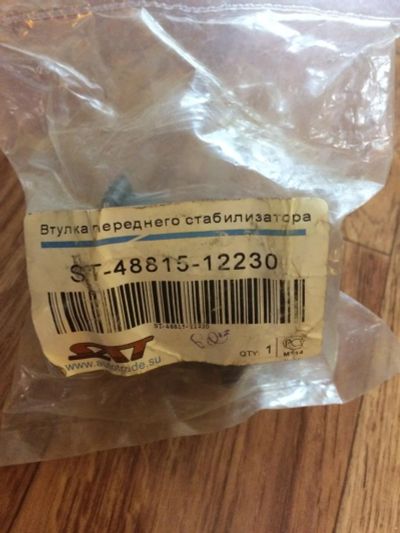 Втулка переднего стабилизатора
ST-48815-12230
ST-48815-12230
SAT
www.autotrade.su
QTY: 1